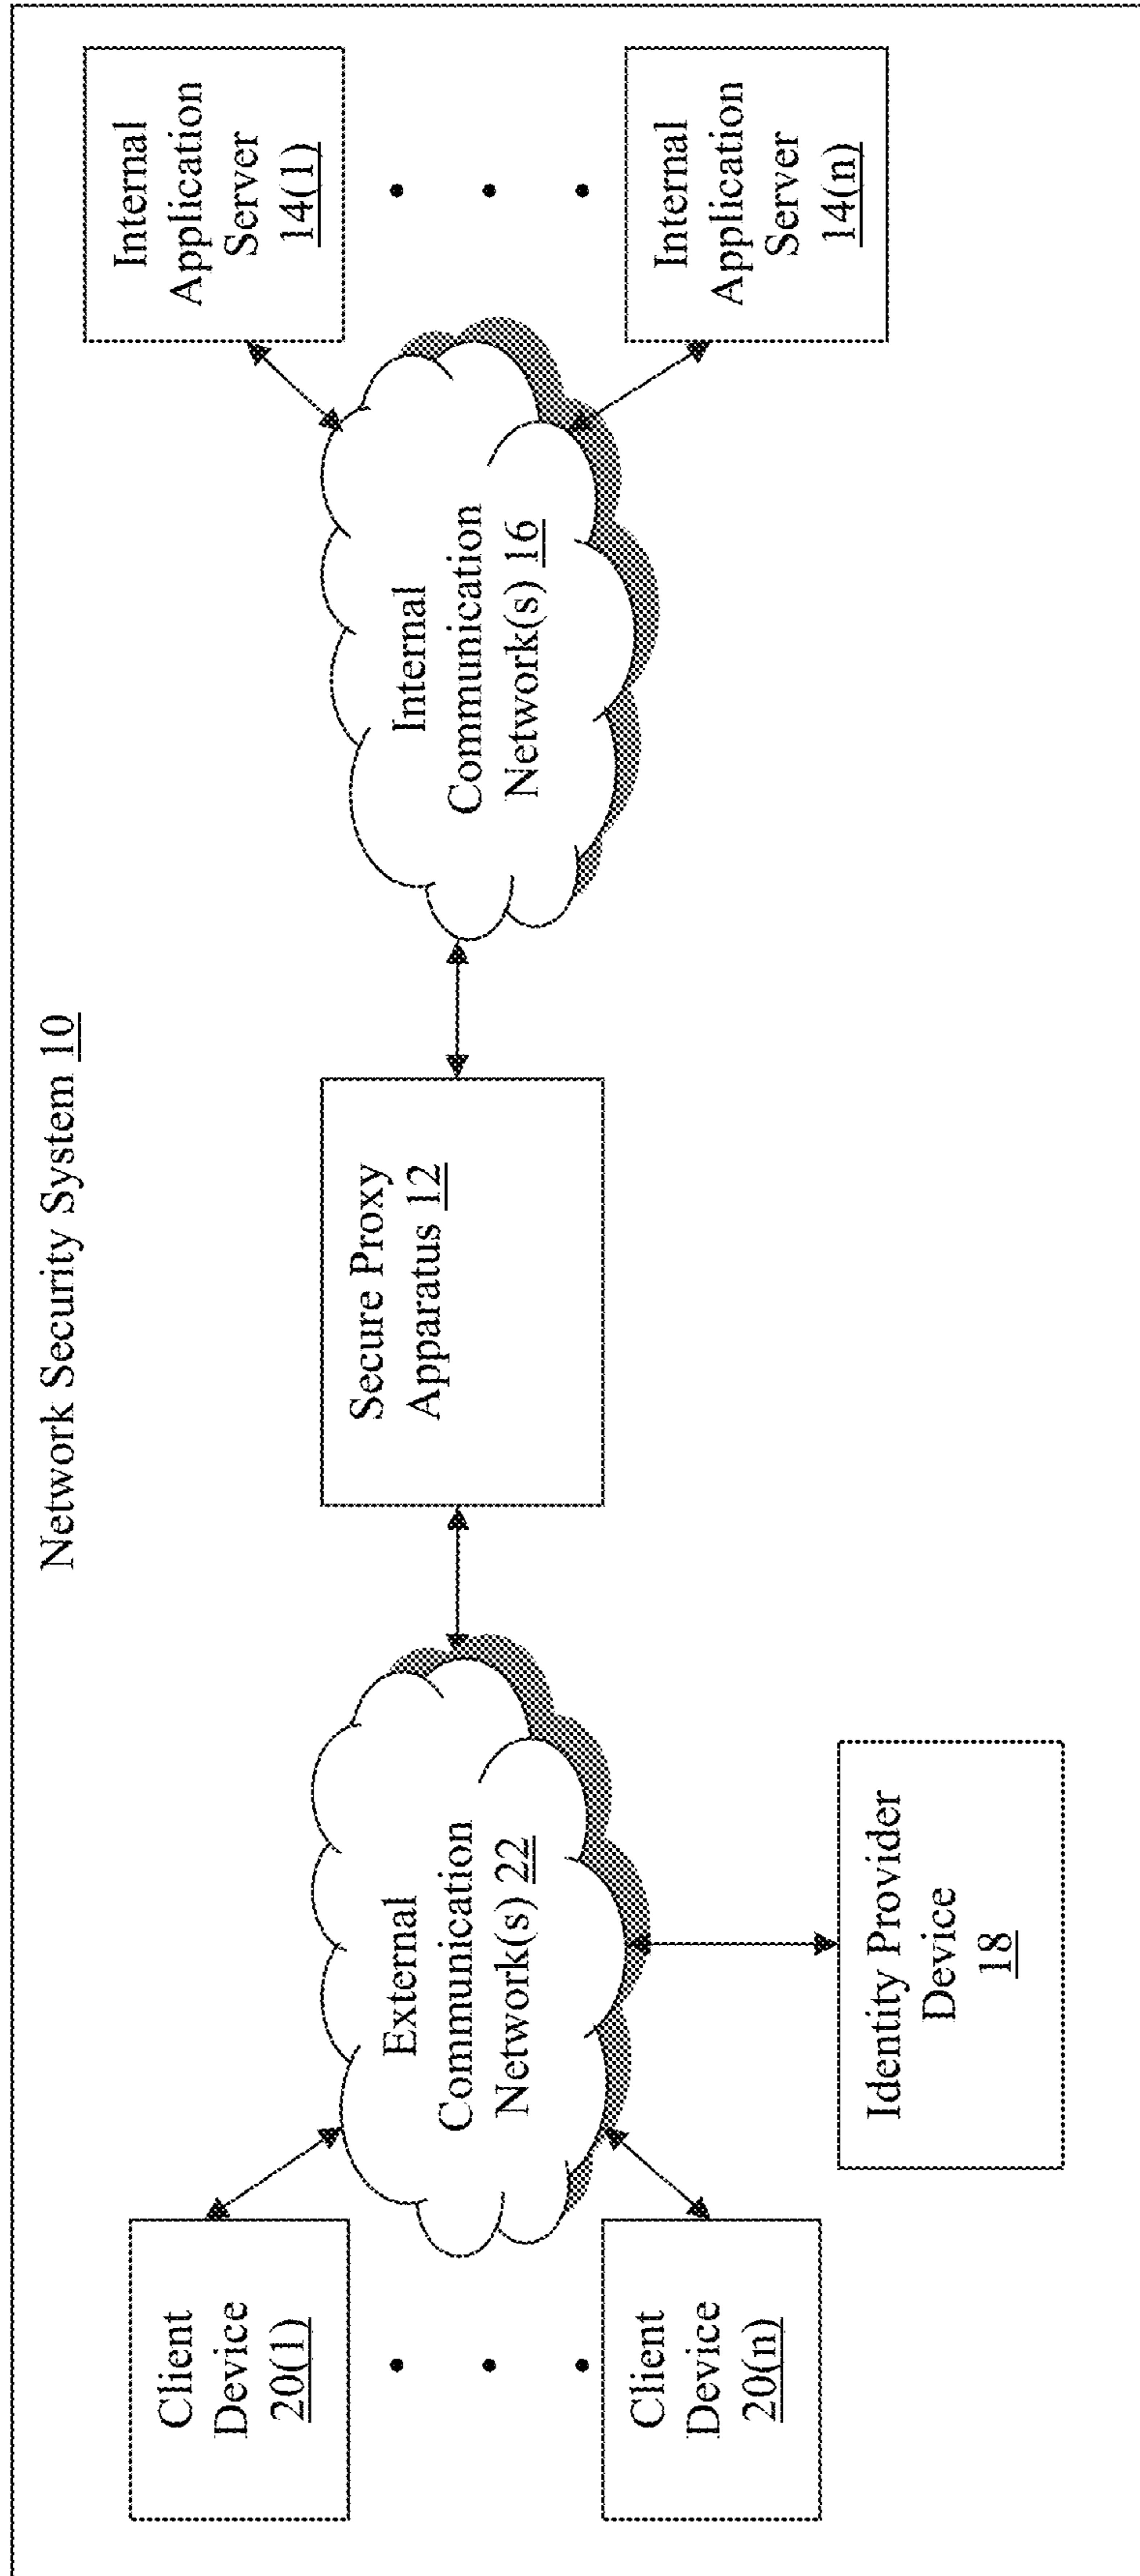 Network Security System 10
Client
Device
20(1)
Client
Device
20(n)
External
Communication
Network(s) 22
Identity Provider
Device
18
Secure Proxy
Apparatus 12
Internal
Communication
Network(s) 16
Internal
Application
Server
14(1)
Internal
Application
Server
14(n)